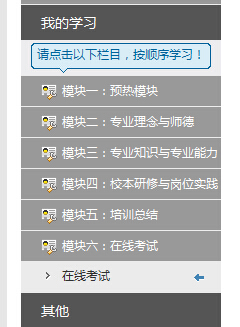 我的学习
请点击以下栏目，按顺序学习！
模块一：预热模块
模块二：专业理念与师德
模块三：专业知识与专业能力
模块四：校本研修与岗位实践
模块五：培训总结
模块六：在线考试
在线考试
其他